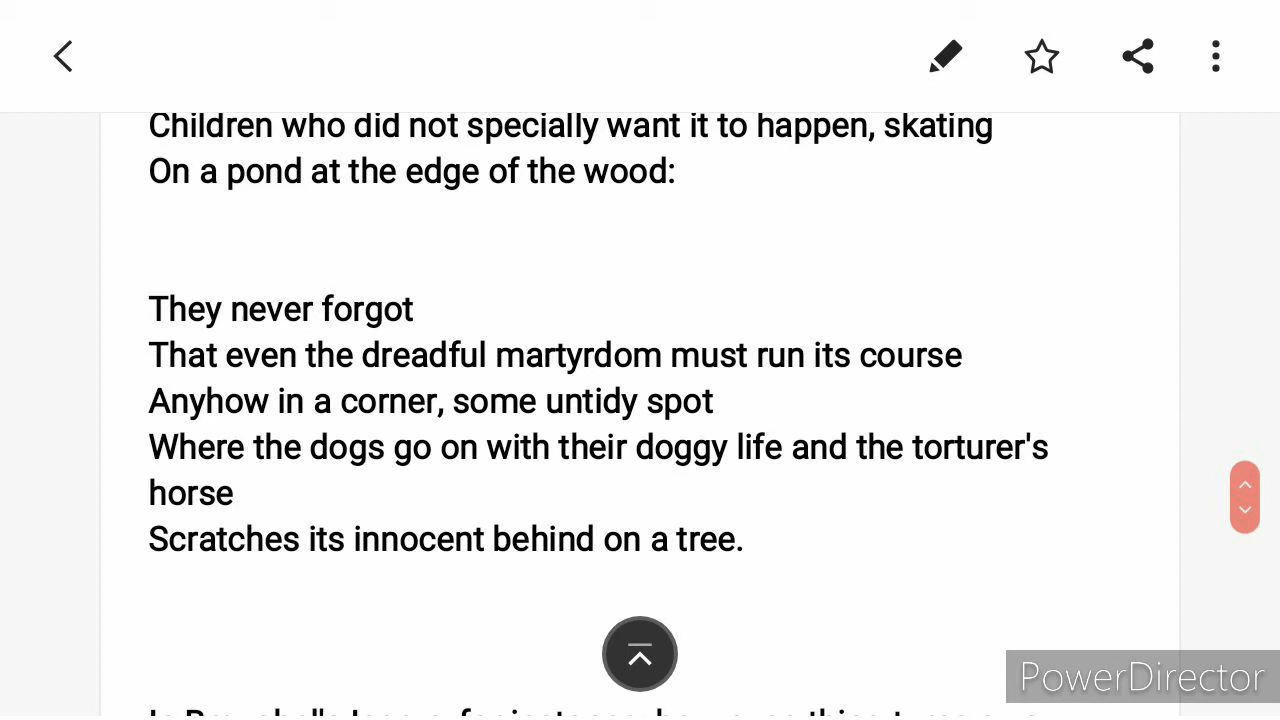 Children who did not specially want it to happen, skating
On a pond at the edge of the wood:
They never forgot
That even the dreadful martyrdom must run its course
Anyhow in a corner, some untidy spot
Where the dogs go on with their doggy life and the torturer's
horse
Scratches its innocent behind on a tree.
PowerDirector